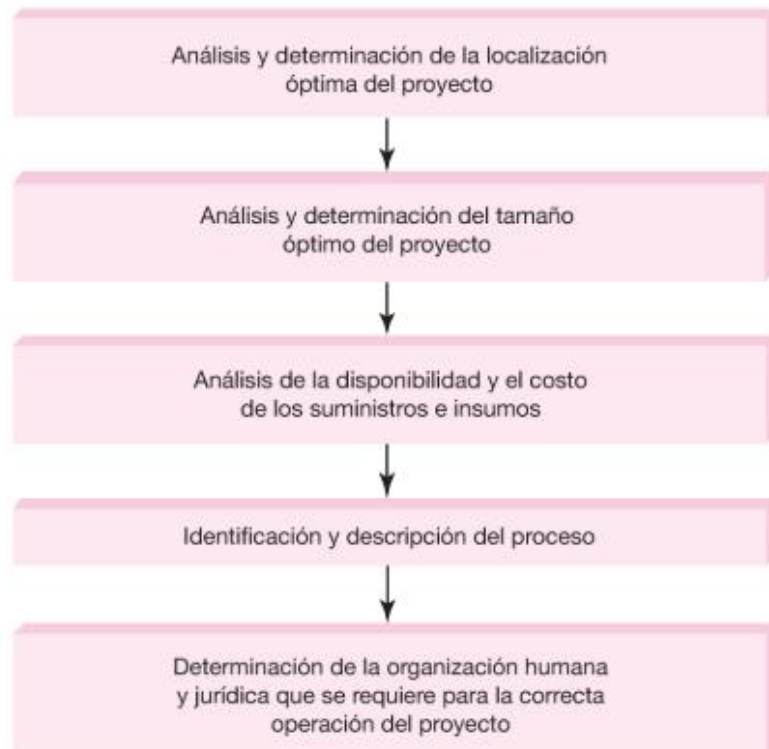 Análisis y determinación de la localización
óptima del proyecto
Análisis y determinación del tamaño
óptimo del proyecto
Análisis de la disponibilidad y el costo
de los suministros e insumos
Identificación y descripción del proceso
Determinación de la organización humana
y jurídica que se requiere para la correcta
operación del proyecto